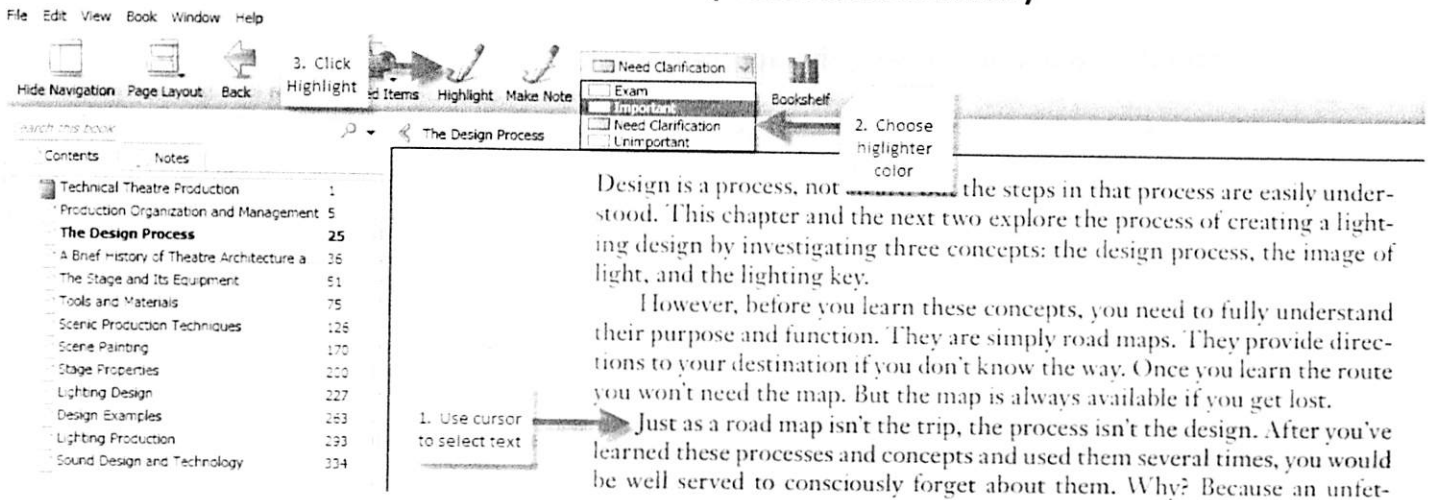 File Edit View Book Window Help
3. Click
Highlight
Need Clarification
Hide Navigation Page Layout Back ed Items Highlight Make Note Bookshelf
Exam
Important
Need Clarification
Unimportant
2. Choose
higlighter
color
search this book
The Design Process
Contents Notes
Technical Theatre Production 1
Production Organization and Management 5
The Design Process 25
A Brief History of Theatre Architecture a 36
The Stage and Its Equipment 51
Tools and Materials 75
Scenic Production Techniques 126
Scene Painting 170
Stage Properties 200
Lighting Design 227
Design Examples 263
Lighting Production 293
Sound Design and Technology 334
1. Use cursor
to select text
Design is a process, not the steps in that process are easily under-
stood. This chapter and the next two explore the process of creating a light-
ing design by investigating three concepts: the design process, the image of
light, and the lighting key.
However, before you learn these concepts, you need to fully understand
their purpose and function. They are simply road maps. They provide direc-
tions to your destination if you don't know the way. Once you learn the route
you won't need the map. But the map is always available if you get lost.
Just as a road map isn't the trip, the process isn't the design. After you've
learned these processes and concepts and used them several times, you would
be well served to consciously forget about them. Why? Because an unfet-